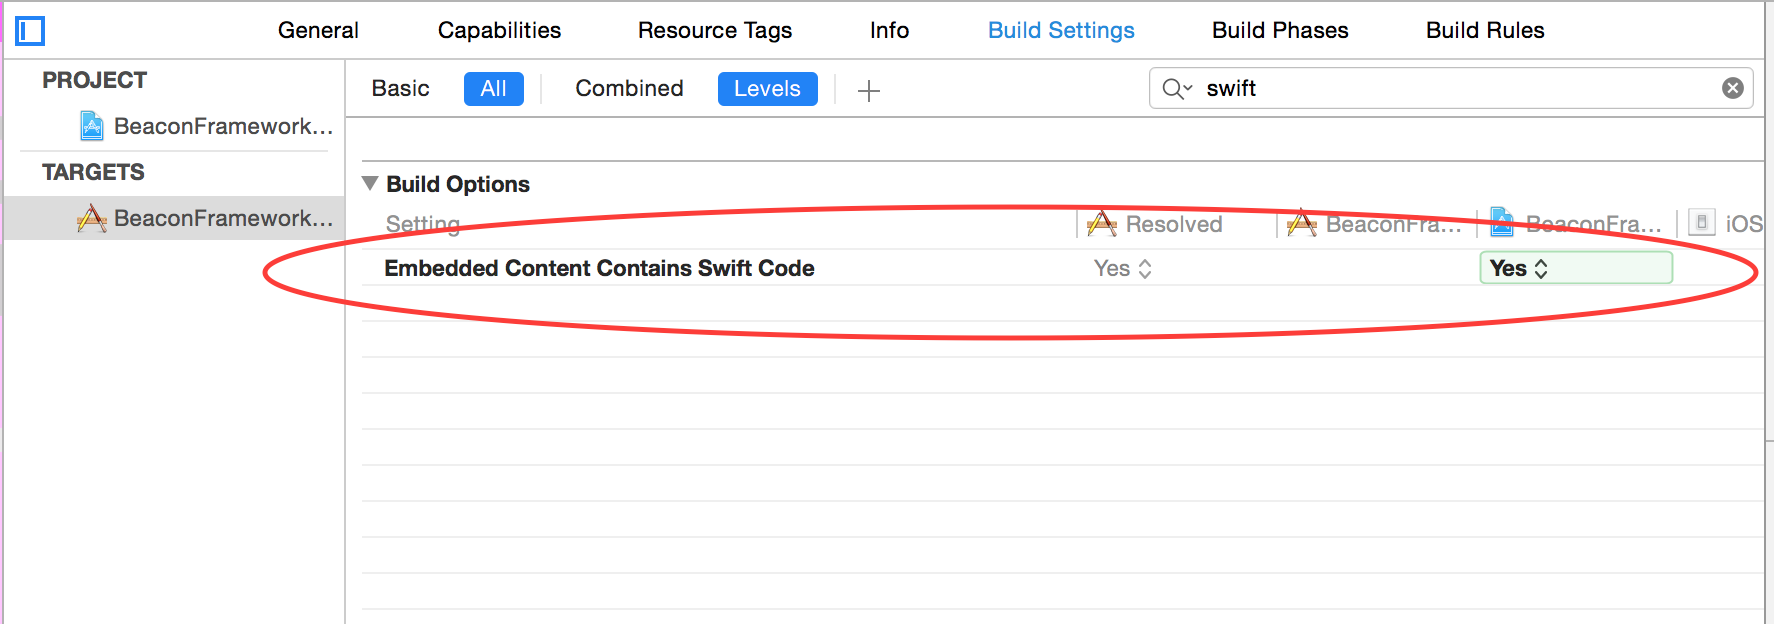 General Capabilities Resource Tags Info Build Settings Build Phases Build Rules
PROJECT
BeaconFramework...
TARGETS
BeaconFramework...
Basic All Combined Levels + swift
Build Options
Setting Resolved BeaconFra... BeaconFra... iOS
Embedded Content Contains Swift Code Yes Yes